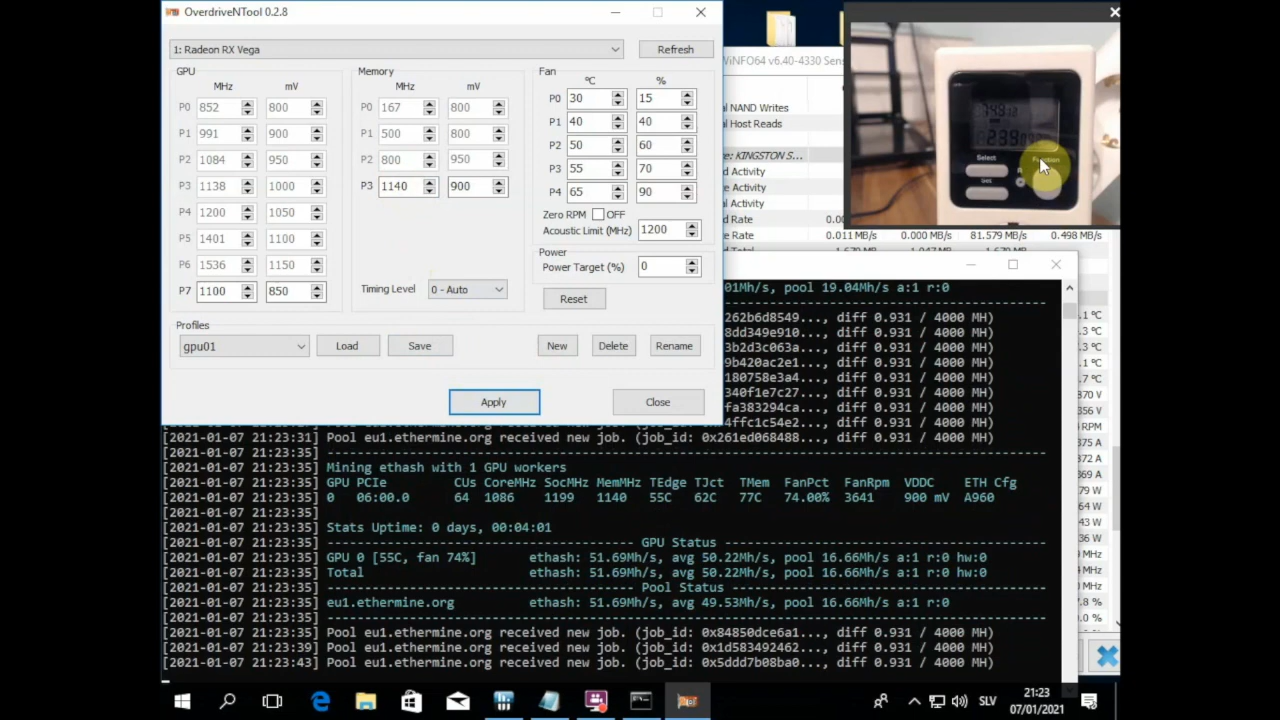 OverdriveNTool 0.2.8
1: Radeon RX Vega
Refresh
GPU
MHz mV
P0 852 800
P1 991 900
P2 1084 950
P3 1138 1000
P4 1200 1050
P5 1401 1100
P6 1536 1150
P7 1100 850
Memory
MHz mV
P0 167 800
P1 500 800
P2 800 950
P3 1140 900
Timing Level 0 - Auto
Fan
ºC %
P0 30 15
P1 40 40
P2 50 60
P3 55 70
P4 65 90
Zero RPM OFF
Acoustic Limit (MHz) 1200
Power
Power Target (%) 0
Reset
Profiles
gpu01
Load
Save
New
Delete
Rename
Apply
Close
WiNFO64 v6.40-4330 Sens
al NAND Writes
al Host Reads
e: KINGSTON S...
d Activity
te Activity
al Activity
d Rate
te Rate 0.011 MB/s 0.000 MB/s 81.579 MB/s 0.498 MB/s
Select
Function
Set
01Mh/s, pool 19.04Mh/s a:1 r:0
262b6d8549..., diff 0.931 / 4000 MH)
8dd349e910..., diff 0.931 / 4000 MH)
3b2d3c063a..., diff 0.931 / 4000 MH)
9b420ac2e1..., diff 0.931 / 4000 MH)
180758e3a4..., diff 0.931 / 4000 MH)
340f1e7c27..., diff 0.931 / 4000 MH)
fa383294ca..., diff 0.931 / 4000 MH)
4ffc1c54e2..., diff 0.931 / 4000 MH)
[2021-01-07 21:23:31] Pool eu1.ethermine.org received new job. (job_id: 0x261ed068488..., diff 0.931 / 4000 MH)
[2021-01-07 21:23:35] ------------------------------------------------------------
[2021-01-07 21:23:35] Mining ethash with 1 GPU workers
[2021-01-07 21:23:35] GPU PCIe CUs CoreMHz SocMHz MemMHz TEdge TJct TMem FanPct FanRpm VDDC ETH Cfg
[2021-01-07 21:23:35] 0 06:00.0 64 1086 1199 1140 55C 62C 77C 74.00% 3641 900 mV A960
[2021-01-07 21:23:35]
[2021-01-07 21:23:35] Stats Uptime: 0 days, 00:04:01
[2021-01-07 21:23:35] ---------------------------- GPU Status ----------------------------
[2021-01-07 21:23:35] GPU 0 [55C, fan 74%] ethash: 51.69Mh/s, avg 50.22Mh/s, pool 16.66Mh/s a:1 r:0 hw:0
[2021-01-07 21:23:35] Total ethash: 51.69Mh/s, avg 50.22Mh/s, pool 16.66Mh/s a:1 r:0 hw:0
[2021-01-07 21:23:35] ---------------------------- Pool Status ----------------------------
[2021-01-07 21:23:35] eu1.ethermine.org ethash: 51.69Mh/s, avg 49.53Mh/s, pool 16.66Mh/s a:1 r:0
[2021-01-07 21:23:35] ------------------------------------------------------------
[2021-01-07 21:23:35] Pool eu1.ethermine.org received new job. (job_id: 0x84850dce6a1..., diff 0.931 / 4000 MH)
[2021-01-07 21:23:39] Pool eu1.ethermine.org received new job. (job_id: 0x1d583492462..., diff 0.931 / 4000 MH)
[2021-01-07 21:23:43] Pool eu1.ethermine.org received new job. (job_id: 0x5ddd7b08ba0..., diff 0.931 / 4000 MH)
SLV
21:23
07/01/2021